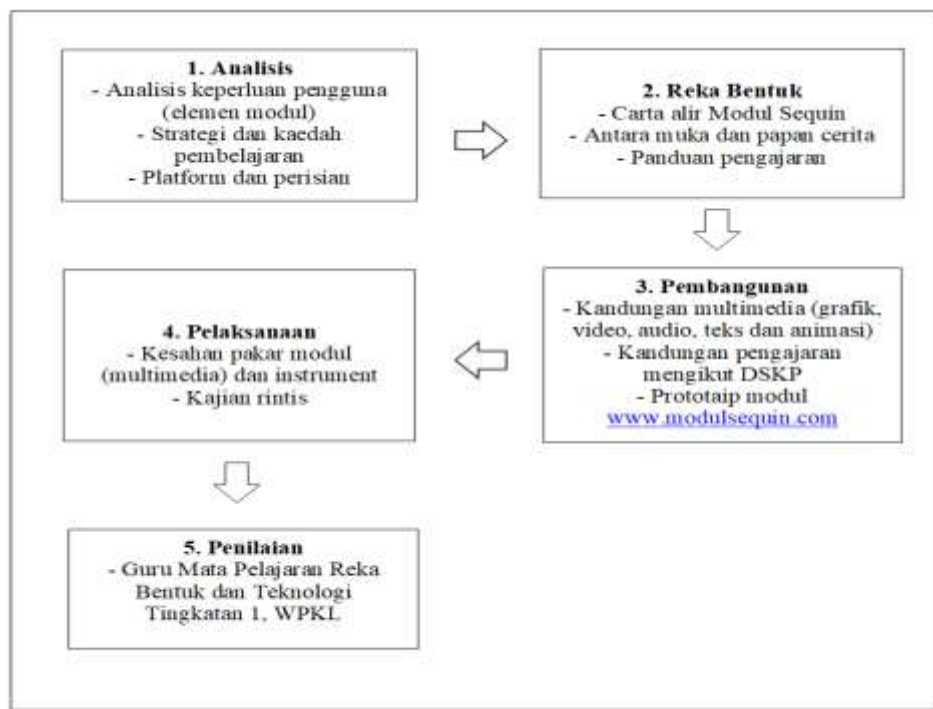 1. Analisis
- Analisis keperluan pengguna
(elemen modul)
- Strategi dan kaedah
pembelajaran
- Platform dan perisian
2. Reka Bentuk
- Carta alir Modul Sequin
- Antara muka dan papan cerita
- Panduan pengajaran
3. Pembangunan
- Kandungan multimedia (grafik,
video, audio, teks dan animasi)
- Kandungan pengajaran
mengikut DSKP
- Prototaip modul
www.modulsequin.com
4. Pelaksanaan
- Kesahan pakar modul
(multimedia) dan instrument
- Kajian rintis
5. Penilaian
- Guru Mata Pelajaran Reka
Bentuk dan Teknologi
Tingkatan 1, WPKL